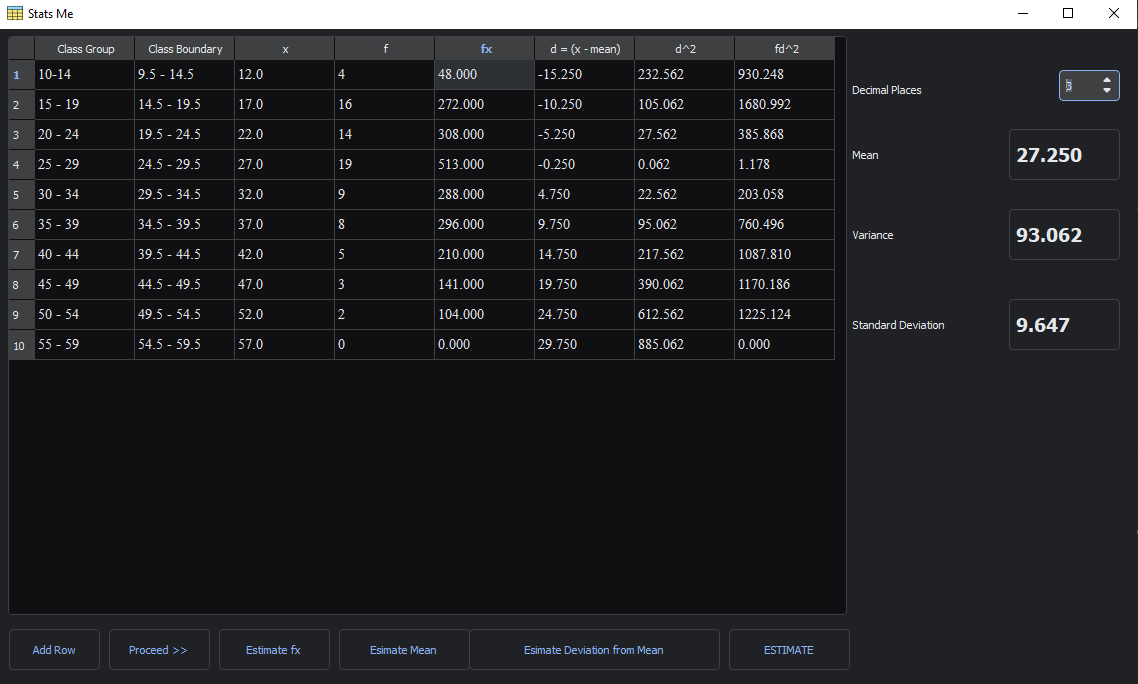 Stats Me
Class Group Class Boundary x f fx d = (x - mean) d^2 fd^2
1 10-14 9.5 - 14.5 12.0 4 48.000 -15.250 232.562 930.248
2 15 - 19 14.5 - 19.5 17.0 16 272.000 -10.250 105.062 1680.992
3 20 - 24 19.5 - 24.5 22.0 14 308.000 -5.250 27.562 385.868
4 25 - 29 24.5 - 29.5 27.0 19 513.000 -0.250 0.062 1.178
5 30 - 34 29.5 - 34.5 32.0 9 288.000 4.750 22.562 203.058
6 35 - 39 34.5 - 39.5 37.0 8 296.000 9.750 95.062 760.496
7 40 - 44 39.5 - 44.5 42.0 5 210.000 14.750 217.562 1087.810
8 45 - 49 44.5 - 49.5 47.0 3 141.000 19.750 390.062 1170.186
9 50 - 54 49.5 - 54.5 52.0 2 104.000 24.750 612.562 1225.124
10 55 - 59 54.5 - 59.5 57.0 0 0.000 29.750 885.062 0.000
Decimal Places 3
Mean 27.250
Variance 93.062
Standard Deviation 9.647
Add Row Proceed >> Estimate fx Esimate Mean Esimate Deviation from Mean ESTIMATE